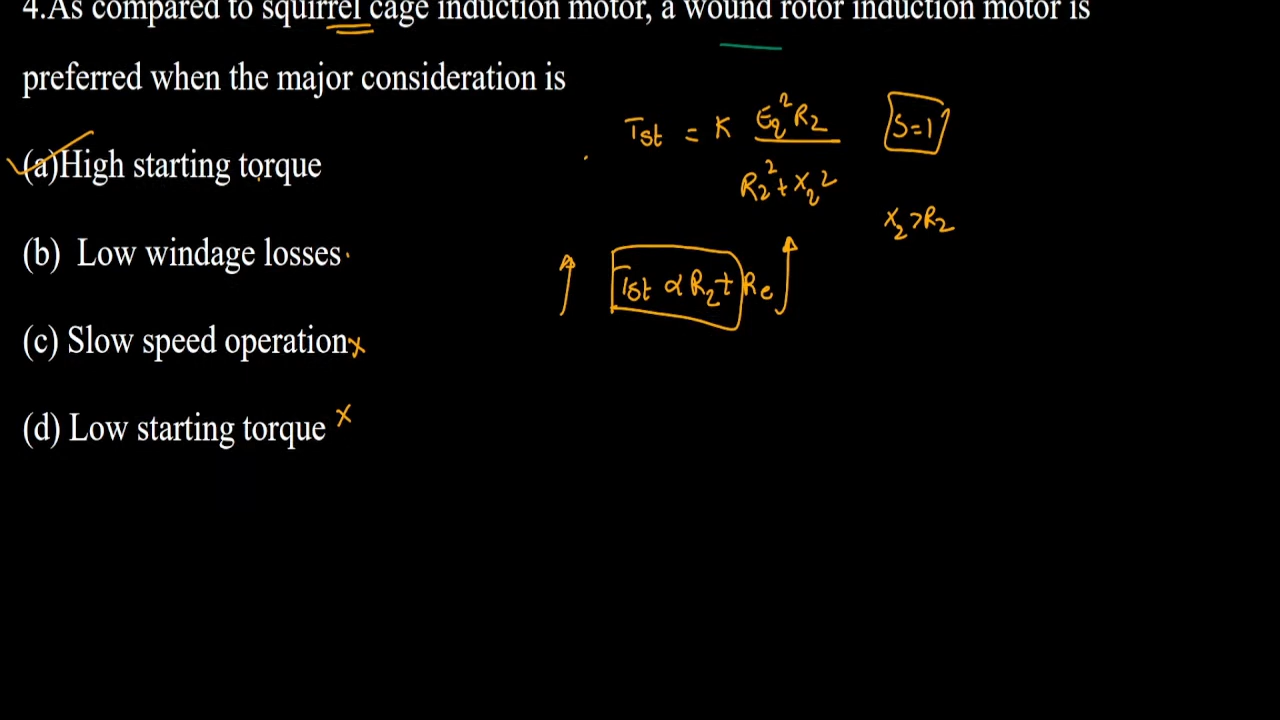 4.As compared to squirrel cage induction motor, a wound rotor induction motor is
preferred when the major consideration is
(a)High starting torque
(b) Low windage losses
(c) Slow speed operation x
(d) Low starting torque x
Tst = K E2² R2 / R2² + X2²
S=1
X2 > R2
Tst ∝ R2 + Re